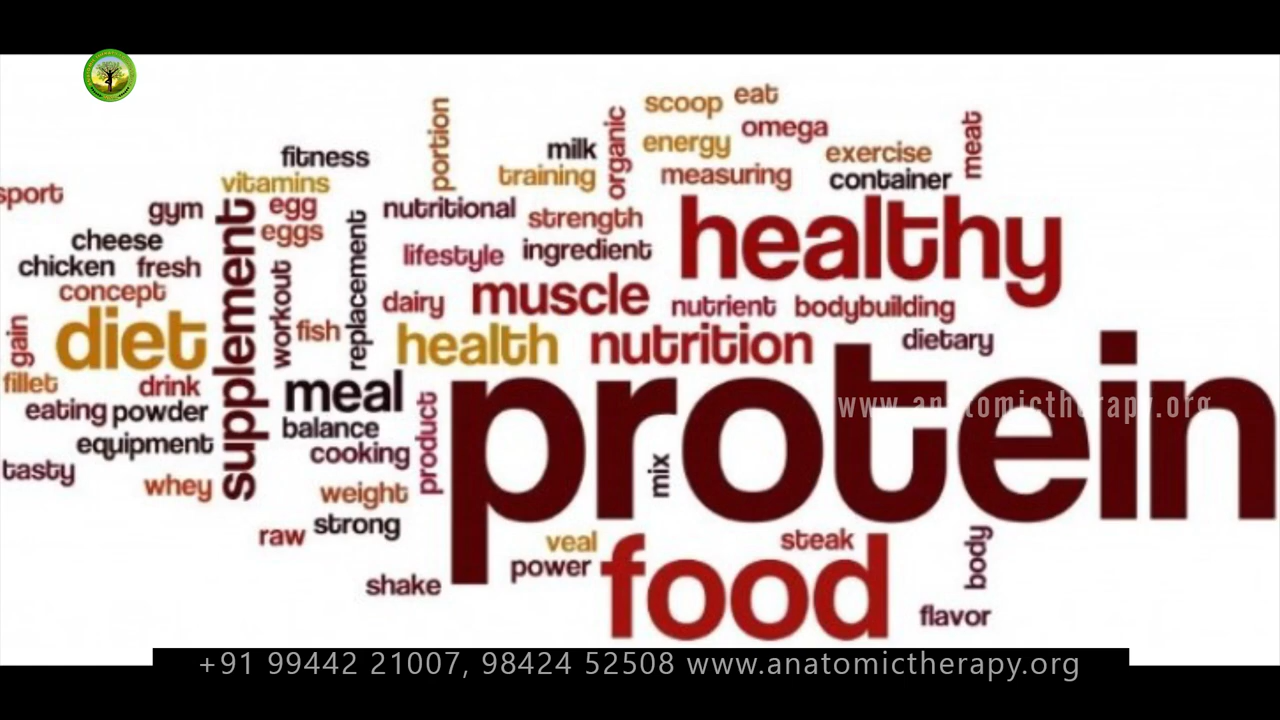 scoop
eat
portion
organic
omega
energy
meat
milk
fitness
exercise
training
measuring
container
vitamins
sport
egg
gym
nutritional
strength
healthy
eggs
cheese
supplement
replacement
lifestyle
ingredient
chicken
fresh
concept
workout
dairy
muscle
nutrient
bodybuilding
gain
diet
fish
health
nutrition
dietary
fillet
drink
meal
protein
www.anatomictherapy.org
eating
powder
balance
product
equipment
cooking
mix
tasty
whey
weight
strong
raw
veal
steak
body
power
food
shake
flavor
+91 99442 21007, 98424 52508 www.anatomictherapy.org